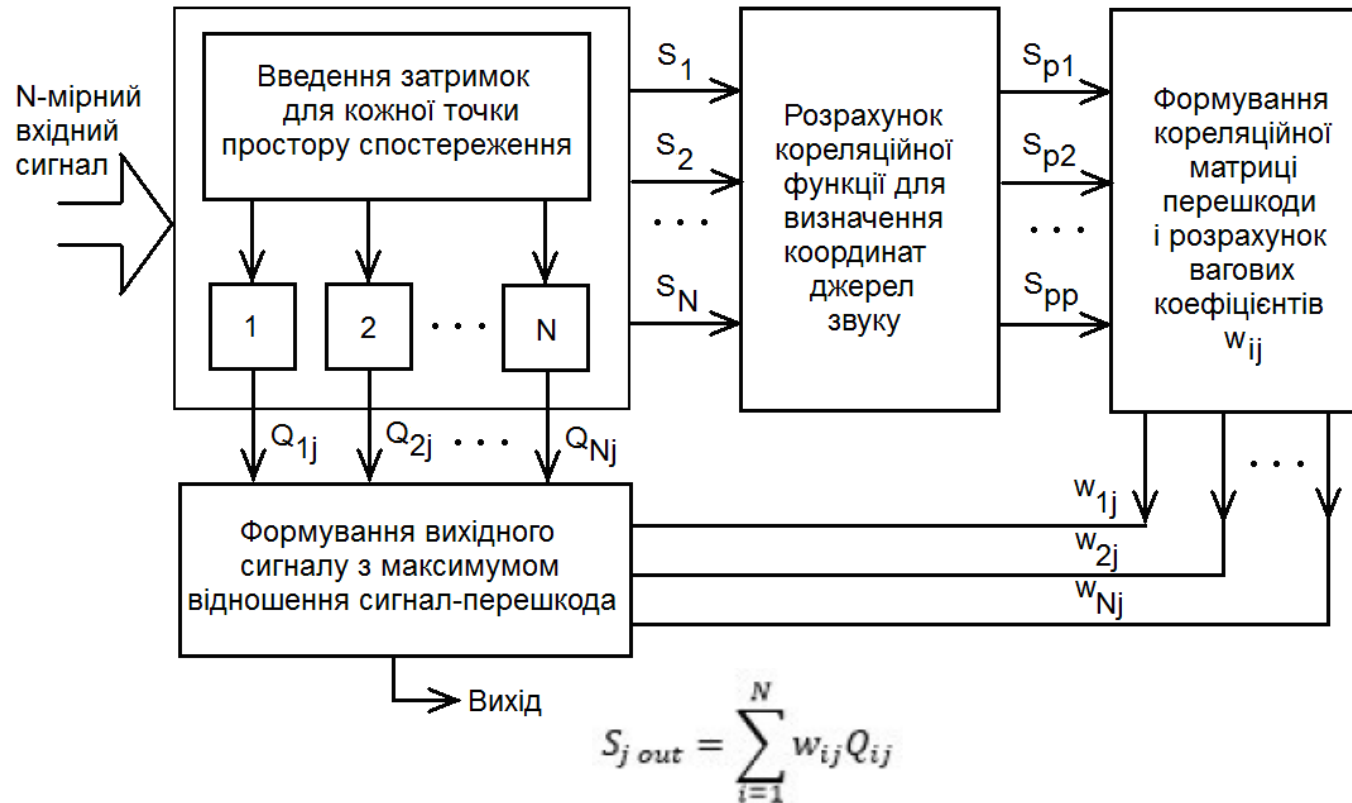 N-мірний
вхідний
сигнал
Введення затримок
для кожної точки
простору спостереження
1
2
. . .
N
S1
S2
. . .
SN
Розрахунок
кореляційної
функції для
визначення
координат
джерел
звуку
Sp1
Sp2
. . .
Spp
Формування
кореляційної
матриці
перешкоди
і розрахунок
вагових
коефіцієнтів
wij
Q1j
Q2j
. . .
QNj
. . .
Формування вихідного
сигналу з максимумом
відношення сигнал-перешкода
w1j
w2j
wNj
Вихід
Sj out = ∑ i=1 N wij Qij